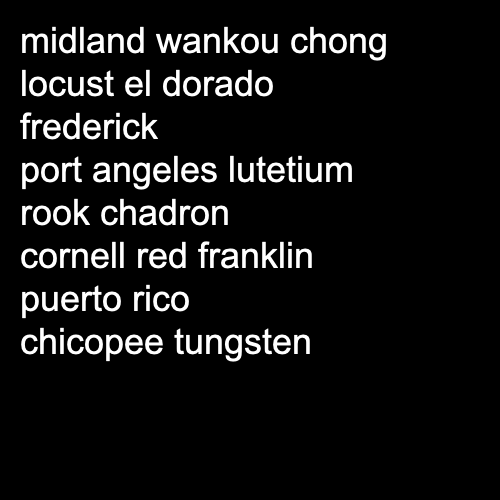 midland wankou chong
locust el dorado
frederick
port angeles lutetium
rook chadron
cornell red franklin
puerto rico
chicopee tungsten